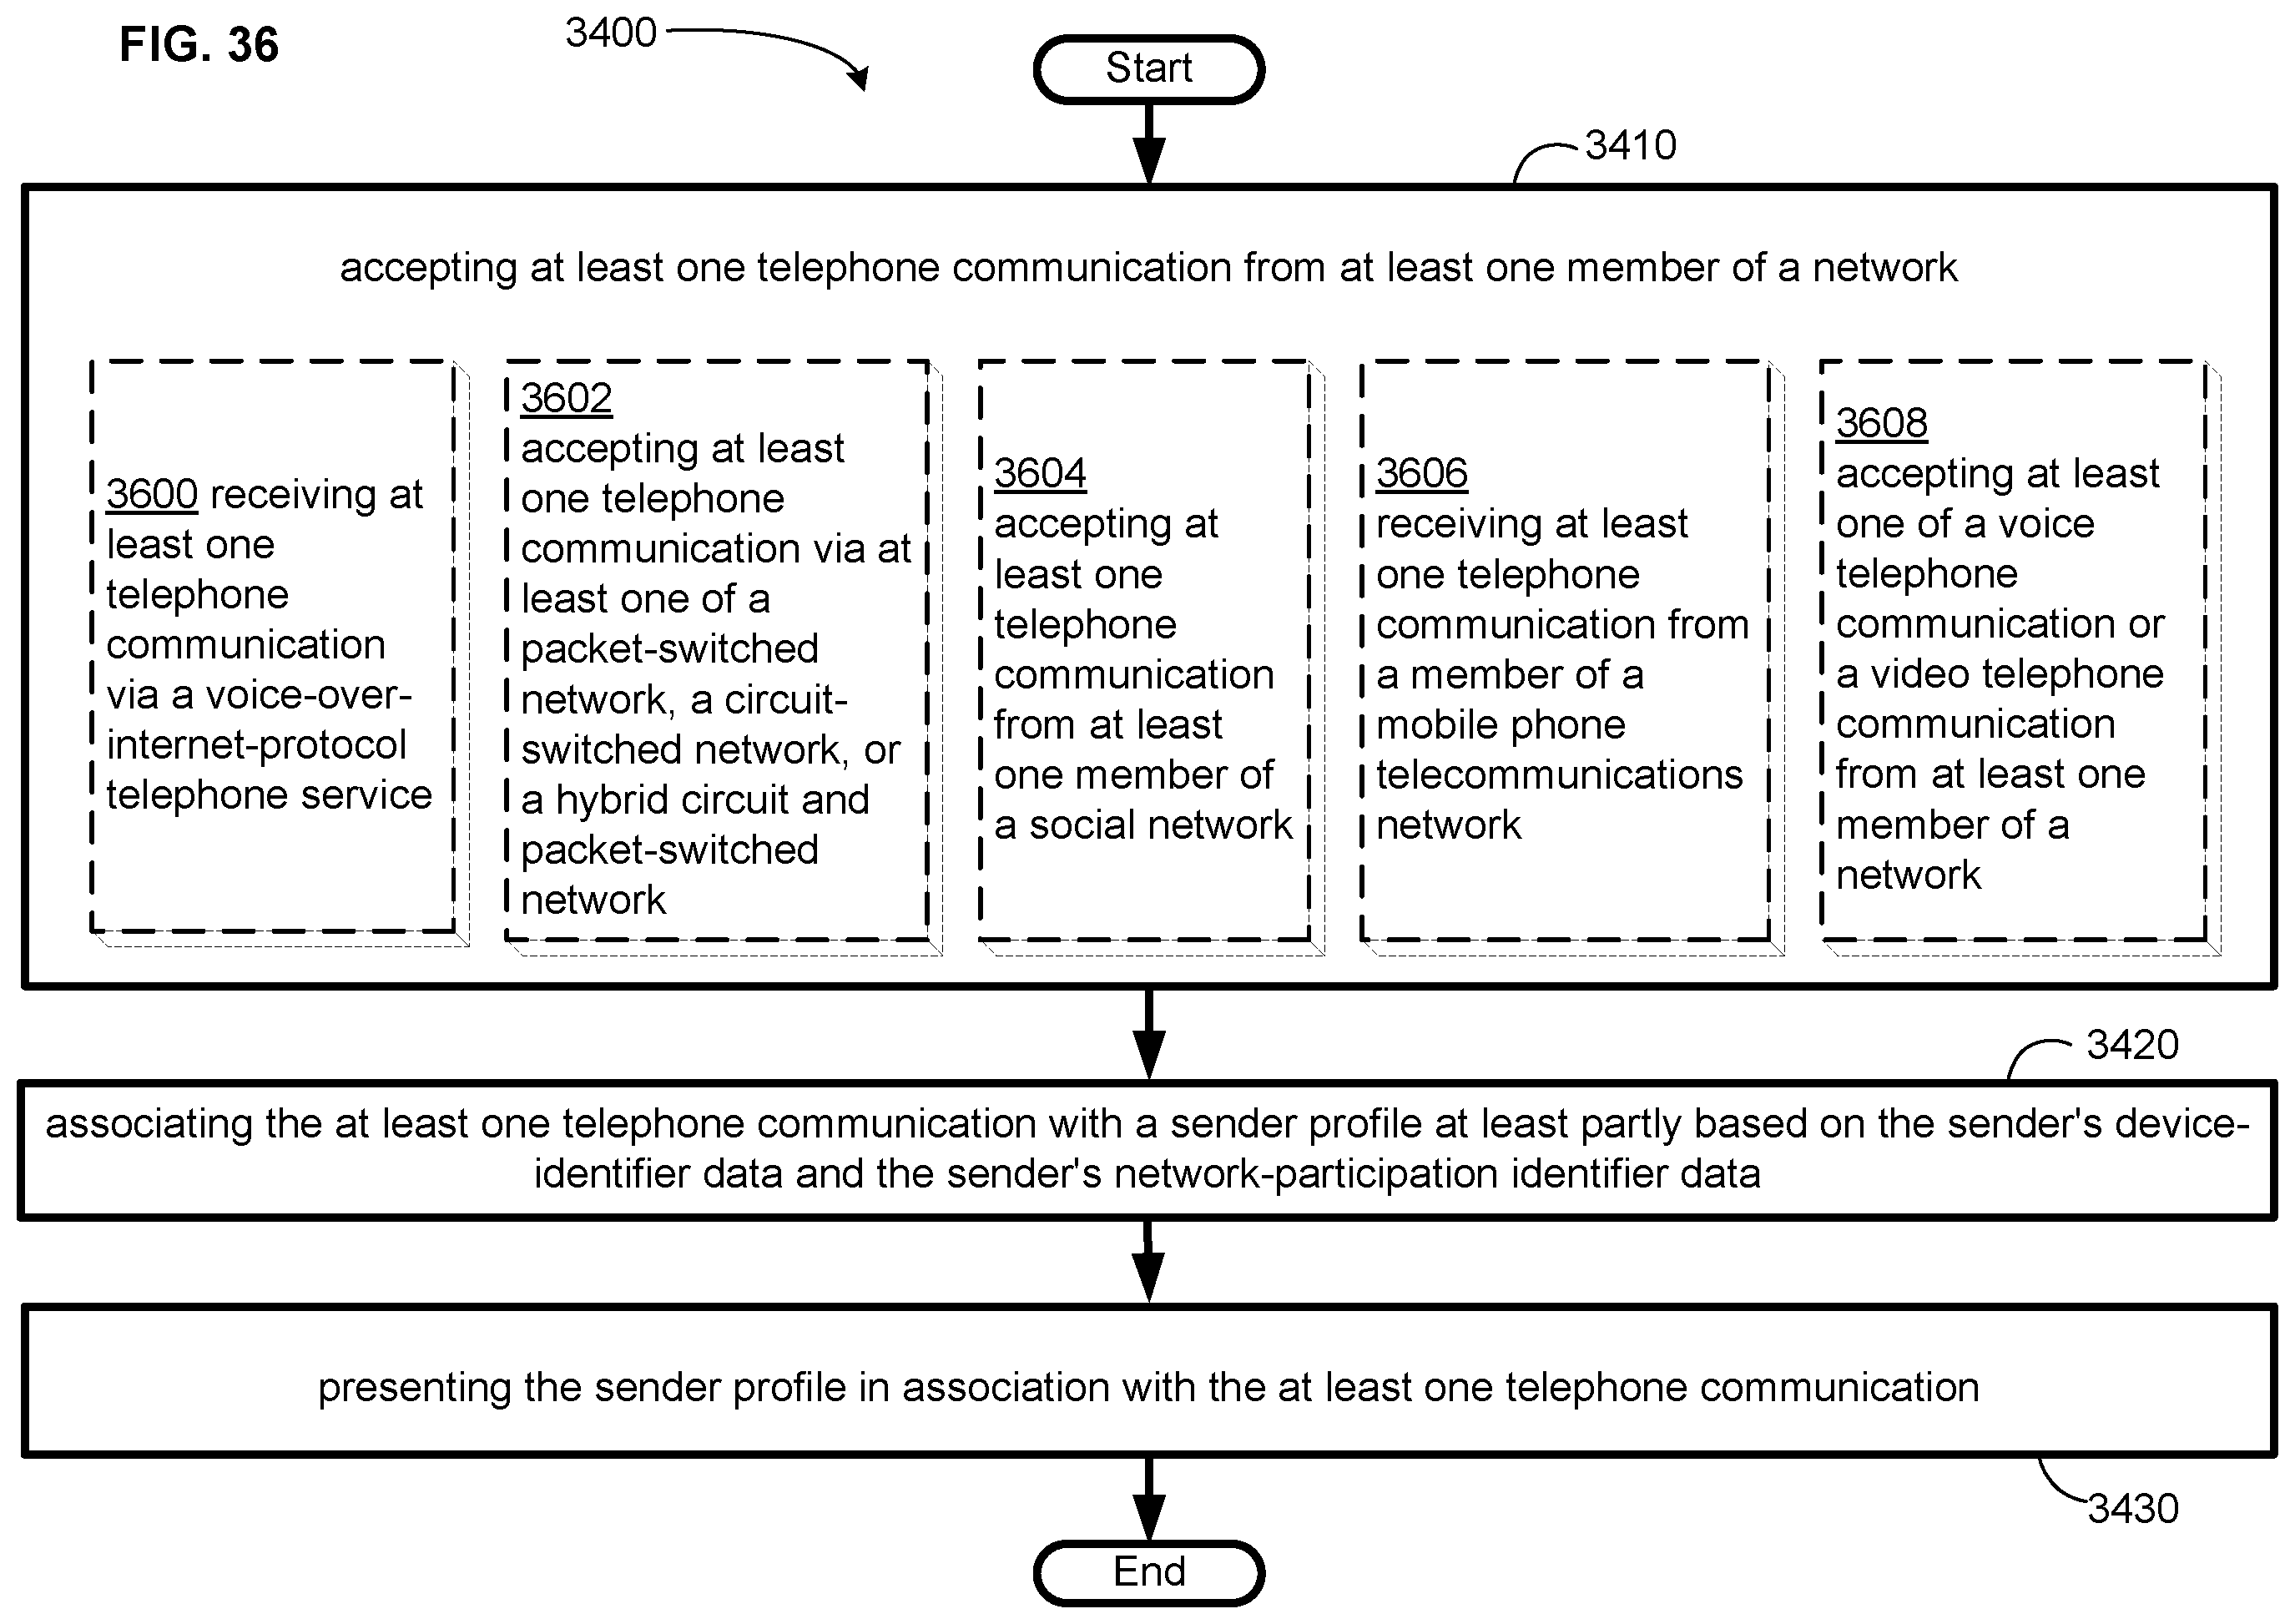 FIG. 36
3400
Start
3410
accepting at least one telephone communication from at least one member of a network
3600 receiving at
least one
telephone
communication
via a voice-over-
internet-protocol
telephone service
3602
accepting at least
one telephone
communication via at
least one of a
packet-switched
network, a circuit-
switched network, or
a hybrid circuit and
packet-switched
network
3604
accepting at
least one
telephone
communication
from at least
one member of
a social network
3606
receiving at least
one telephone
communication from
a member of a
mobile phone
telecommunications
network
3608
accepting at least
one of a voice
telephone
communication or
a video telephone
communication
from at least one
member of a
network
3420
associating the at least one telephone communication with a sender profile at least partly based on the sender's device-
identifier data and the sender's network-participation identifier data
presenting the sender profile in association with the at least one telephone communication
3430
End